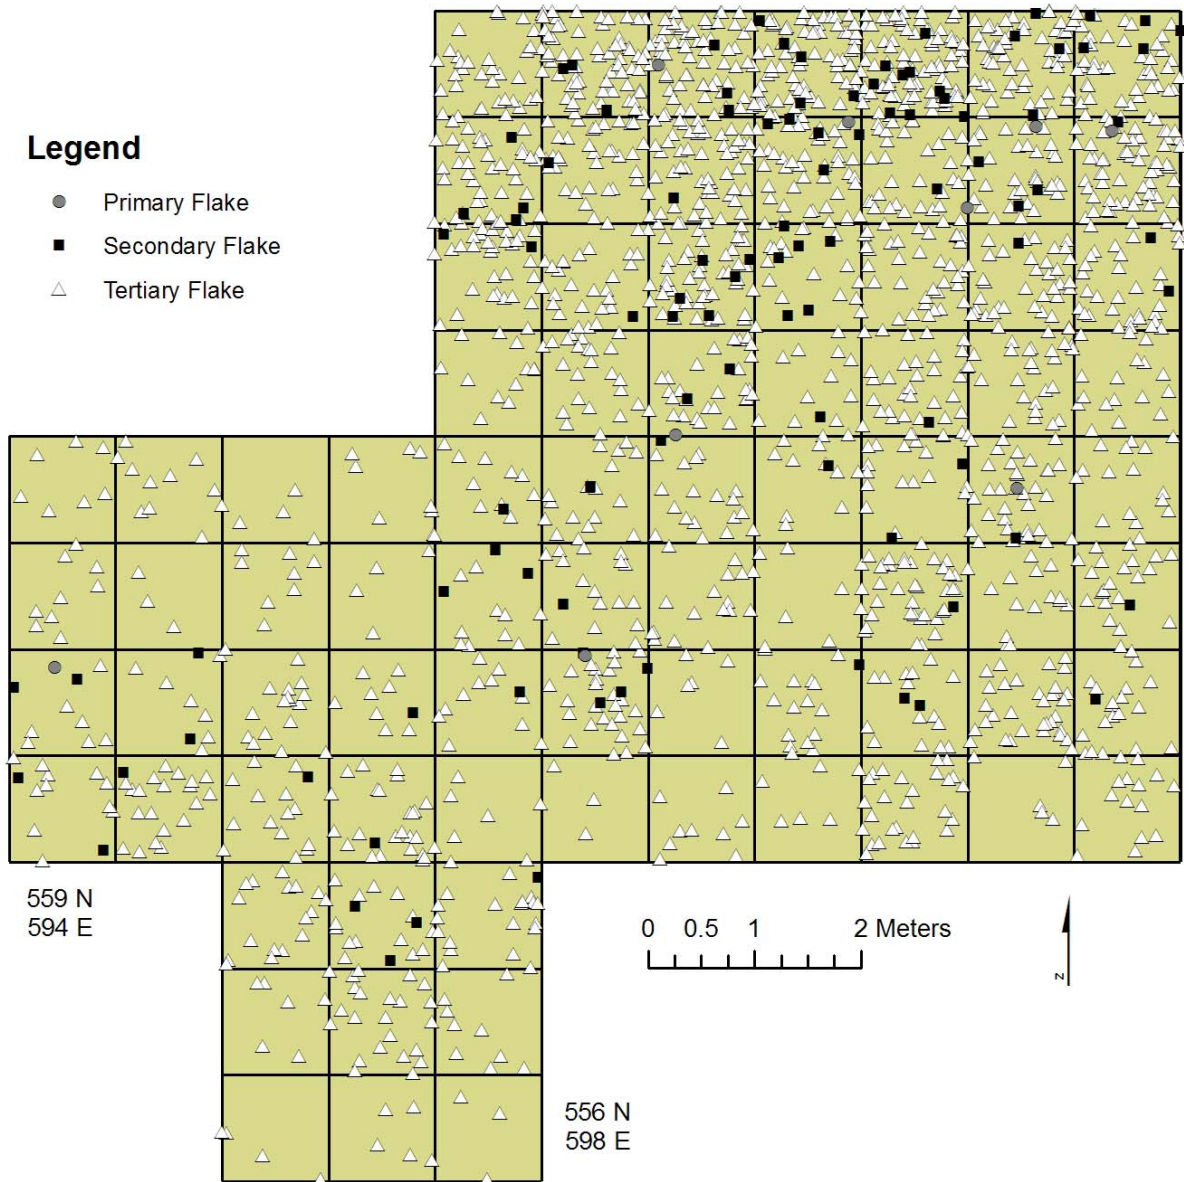 Legend
Primary Flake
Secondary Flake
Tertiary Flake
559 N
594 E
0 0.5 1 2 Meters
z
556 N
598 E